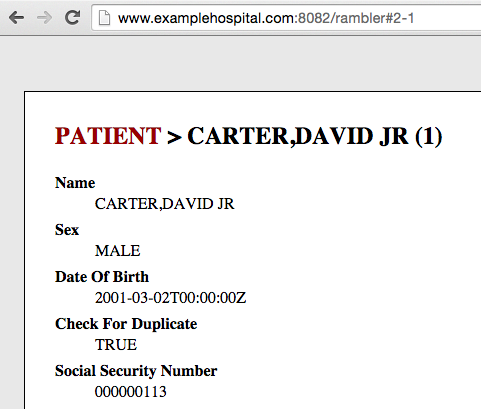 www.examplehospital.com:8082/rambler#2-1
PATIENT > CARTER,DAVID JR (1)
Name
CARTER,DAVID JR
Sex
MALE
Date Of Birth
2001-03-02T00:00:00Z
Check For Duplicate
TRUE
Social Security Number
000000113